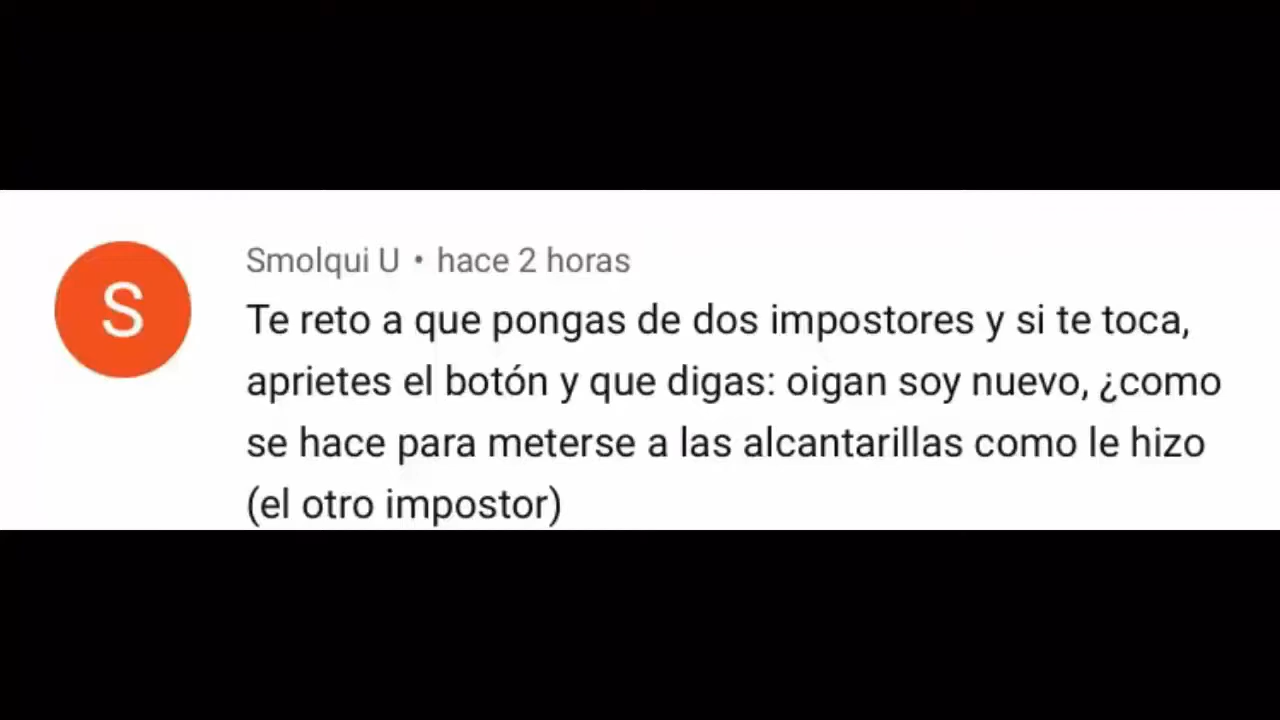 S
Smolqui U • hace 2 horas
Te reto a que pongas de dos impostores y si te toca,
aprietes el botón y que digas: oigan soy nuevo, ¿como
se hace para meterse a las alcantarillas como le hizo
(el otro impostor)